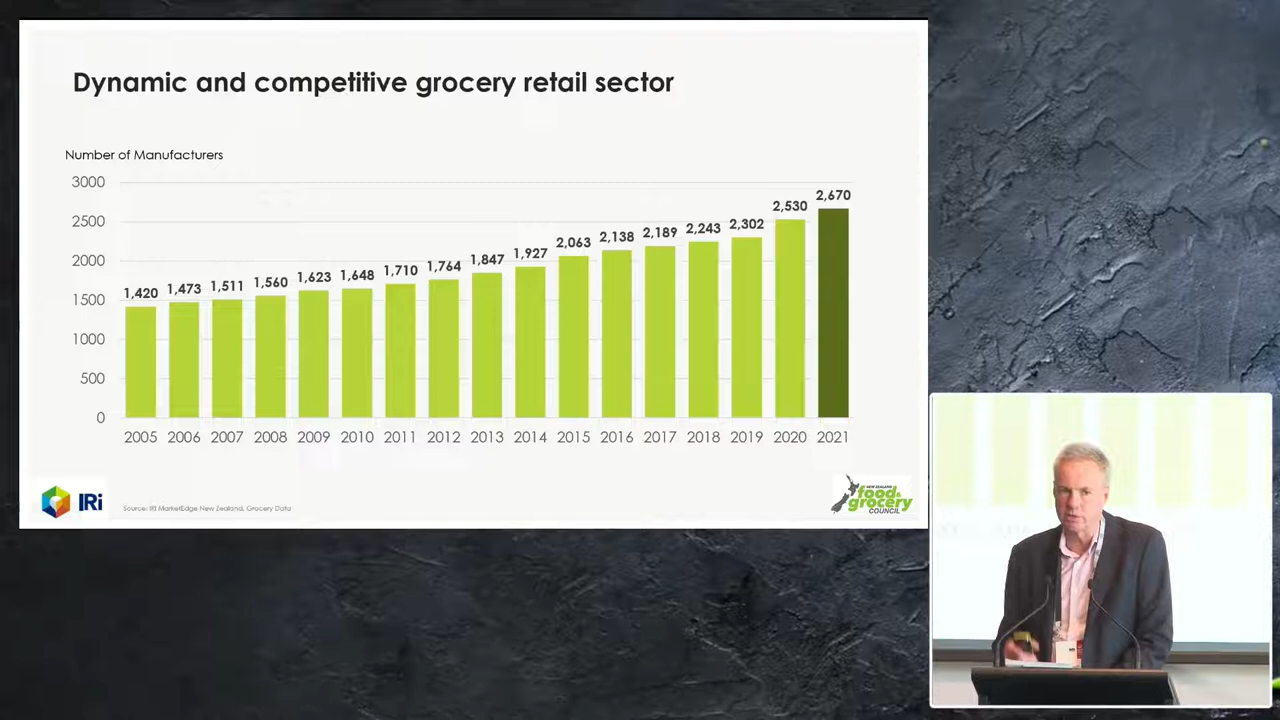 Dynamic and competitive grocery retail sector
Number of Manufacturers
3000
2500
2000
1500
1000
500
0
1,420
1,473
1,511
1,560
1,623
1,648
1,710
1,764
1,847
1,927
2,063
2,138
2,189
2,243
2,302
2,530
2,670
2005 2006 2007 2008 2009 2010 2011 2012 2013 2014 2015 2016 2017 2018 2019 2020 2021
IRi
Source: IRI MarketEdge New Zealand, Grocery Data
NEW ZEALAND
food&
grocery
COUNCIL